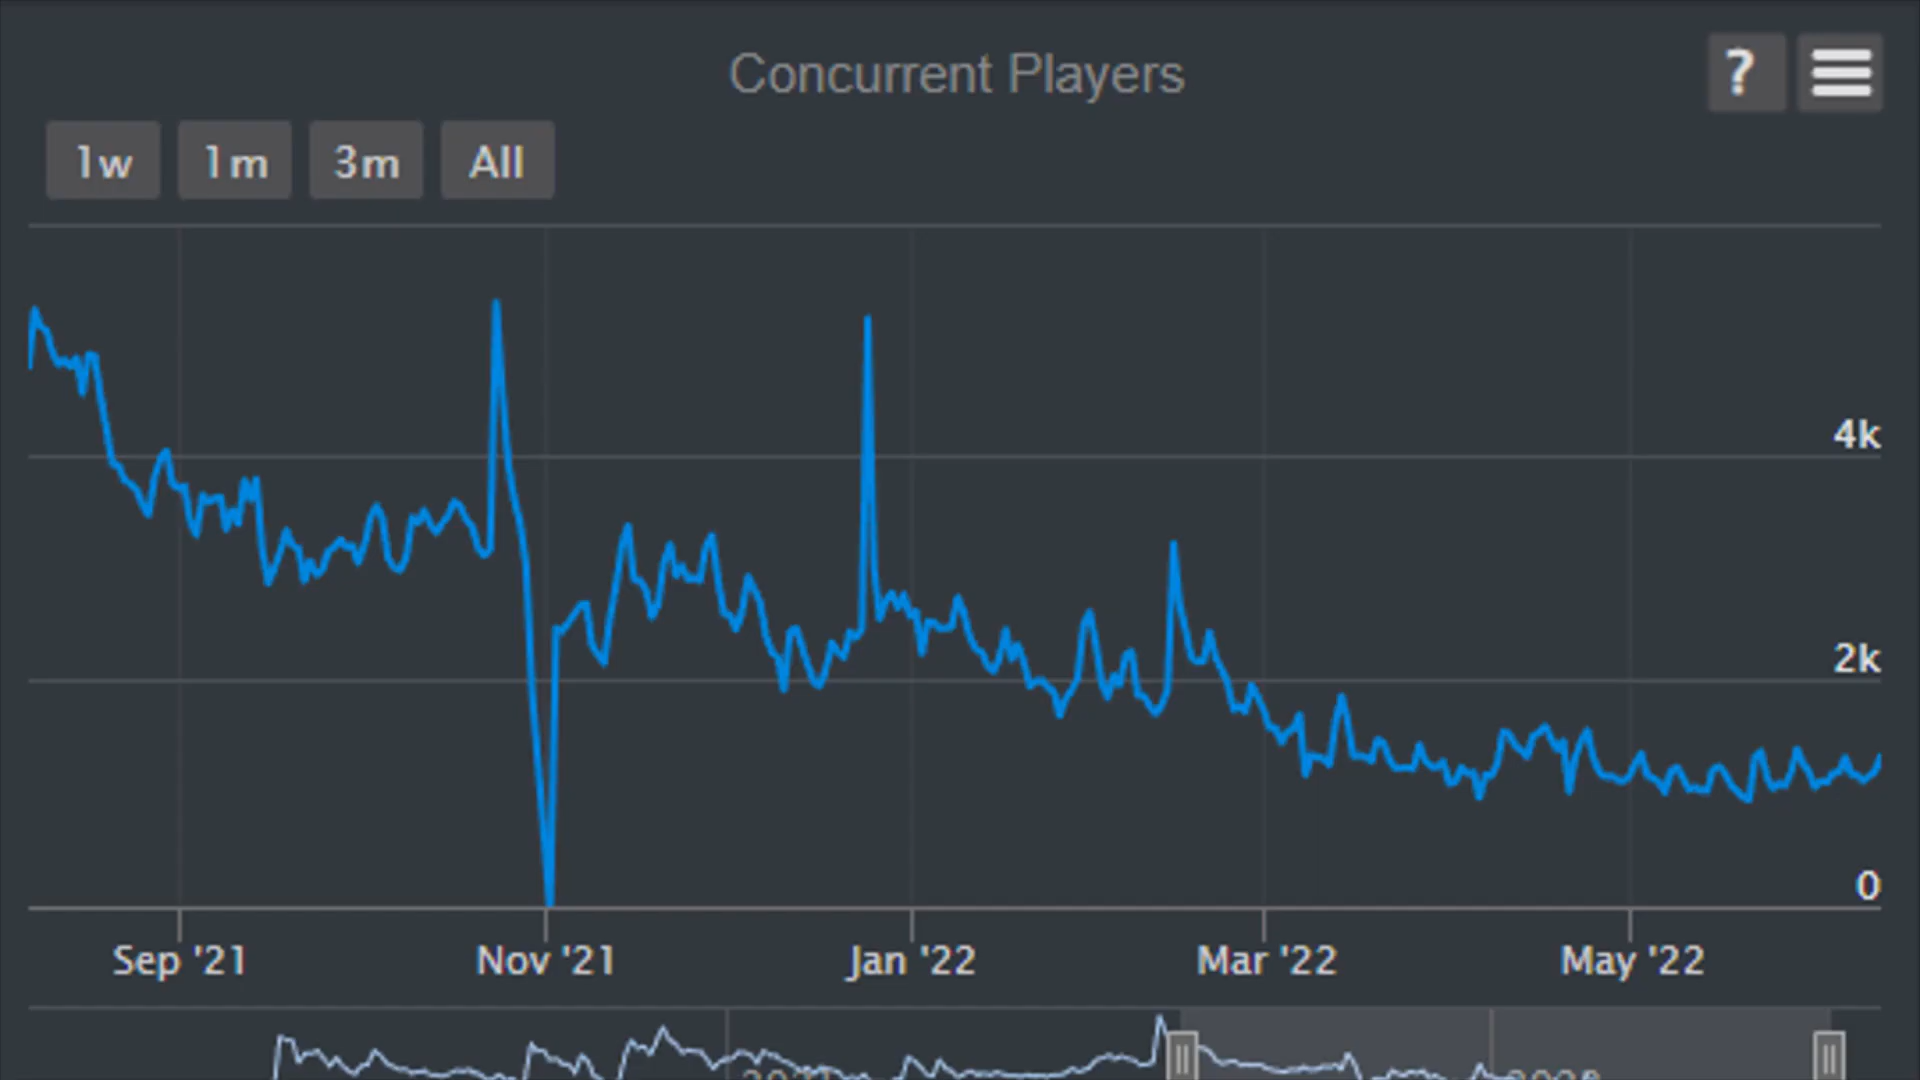 Concurrent Players
?
1w 1m 3m All
4k
2k
0
Sep '21 Nov '21 Jan '22 Mar '22 May '22